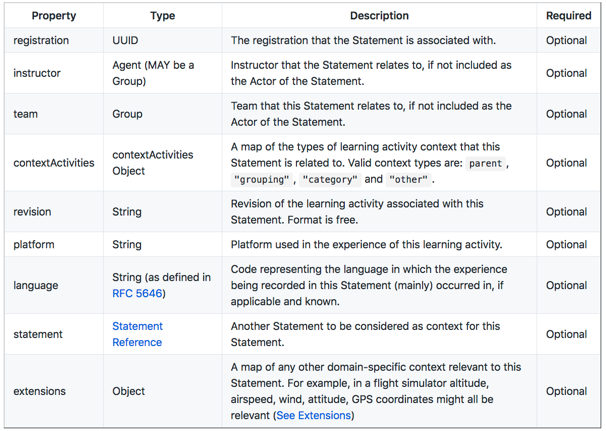 Property Type Description Required
registration UUID The registration that the Statement is associated with. Optional
instructor Agent (MAY be a Group) Instructor that the Statement relates to, if not included as the Actor of the Statement. Optional
team Group Team that this Statement relates to, if not included as the Actor of the Statement. Optional
contextActivities contextActivities Object A map of the types of learning activity context that this Statement is related to. Valid context types are: parent , "grouping" , "category" and "other" . Optional
revision String Revision of the learning activity associated with this Statement. Format is free. Optional
platform String Platform used in the experience of this learning activity. Optional
language String (as defined in RFC 5646) Code representing the language in which the experience being recorded in this Statement (mainly) occurred in, if applicable and known. Optional
statement Statement Reference Another Statement to be considered as context for this Statement. Optional
extensions Object A map of any other domain-specific context relevant to this Statement. For example, in a flight simulator altitude, airspeed, wind, attitude, GPS coordinates might all be relevant (See Extensions) Optional